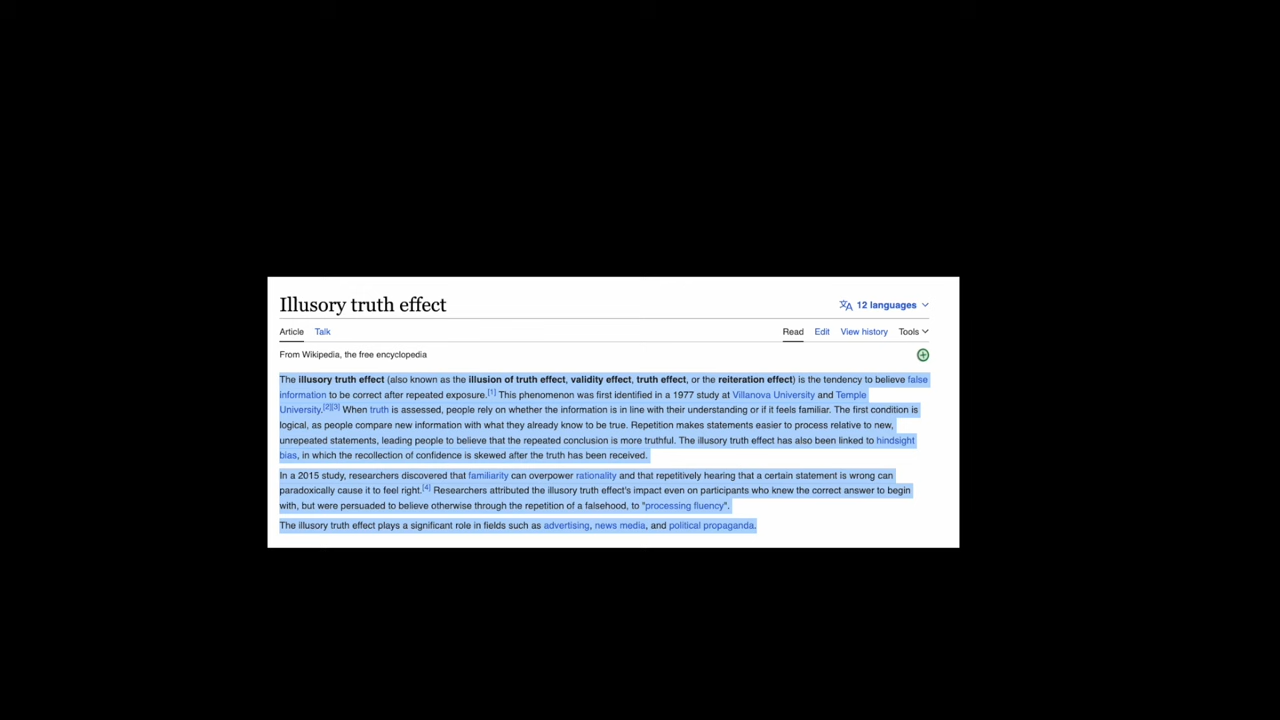 Illusory truth effect
12 languages
Article Talk Read Edit View history Tools
From Wikipedia, the free encyclopedia
The illusory truth effect (also known as the illusion of truth effect, validity effect, truth effect, or the reiteration effect) is the tendency to believe false
information to be correct after repeated exposure.[1] This phenomenon was first identified in a 1977 study at Villanova University and Temple
University.[2][3] When truth is assessed, people rely on whether the information is in line with their understanding or if it feels familiar. The first condition is
logical, as people compare new information with what they already know to be true. Repetition makes statements easier to process relative to new,
unrepeated statements, leading people to believe that the repeated conclusion is more truthful. The illusory truth effect has also been linked to hindsight
bias, in which the recollection of confidence is skewed after the truth has been received.
In a 2015 study, researchers discovered that familiarity can overpower rationality and that repetitively hearing that a certain statement is wrong can
paradoxically cause it to feel right.[4] Researchers attributed the illusory truth effect's impact even on participants who knew the correct answer to begin
with, but were persuaded to believe otherwise through the repetition of a falsehood, to "processing fluency".
The illusory truth effect plays a significant role in fields such as advertising, news media, and political propaganda.